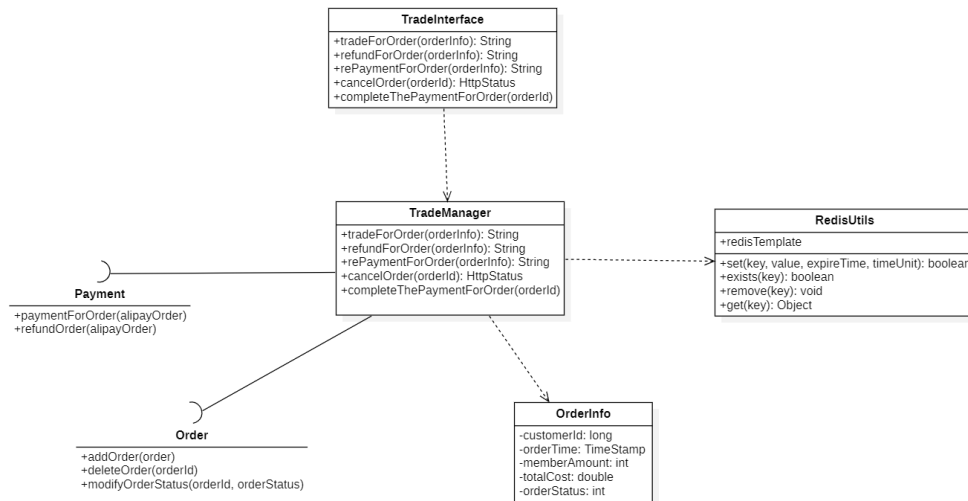 TradeInterface
+tradeForOrder(orderInfo): String
+refundForOrder(orderInfo): String
+rePaymentForOrder(orderInfo): String
+cancelOrder(orderId): HttpStatus
+completeThePaymentForOrder(orderId)
TradeManager
+tradeForOrder(orderInfo): String
+refundForOrder(orderInfo): String
+rePaymentForOrder(orderInfo): String
+cancelOrder(orderId): HttpStatus
+completeThePaymentForOrder(orderId)
RedisUtils
+redisTemplate
+set(key, value, expireTime, timeUnit): boolean
+exists(key): boolean
+remove(key): void
+get(key): Object
Payment
+paymentForOrder(alipayOrder)
+refundOrder(alipayOrder)
Order
+addOrder(order)
+deleteOrder(orderId)
+modifyOrderStatus(orderId, orderStatus)
OrderInfo
-customerId: long
-orderTime: TimeStamp
-memberAmount: int
-totalCost: double
-orderStatus: int